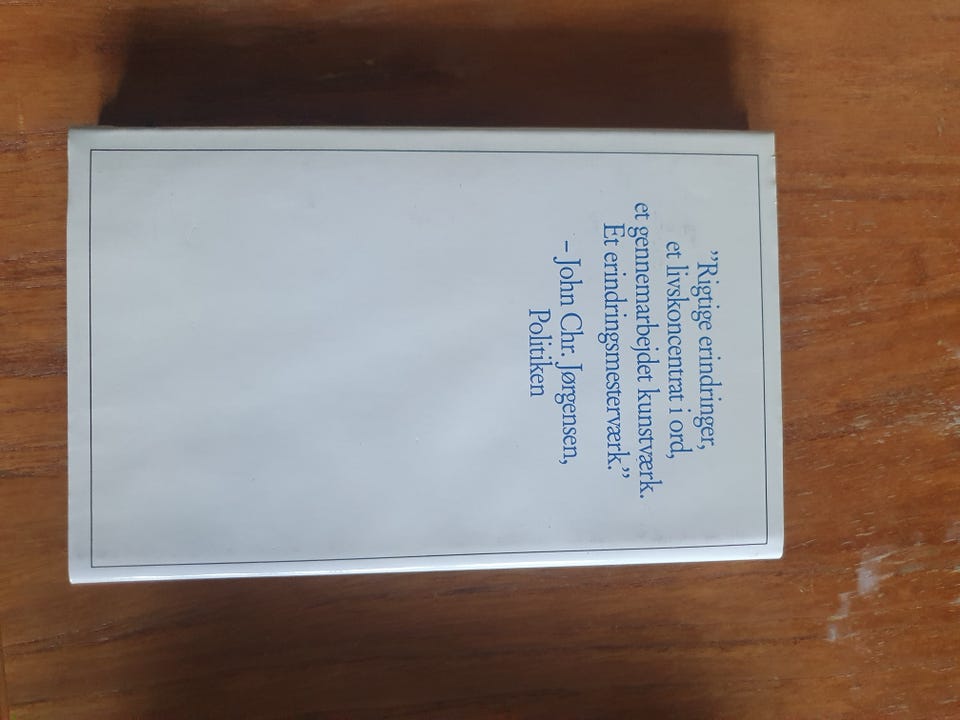 ”Rigtige erindringer,
et livskoncentrat i ord,
et gennemarbejdet kunstværk.
Et erindringsmesterværk.”
– John Chr. Jørgensen,
Politiken